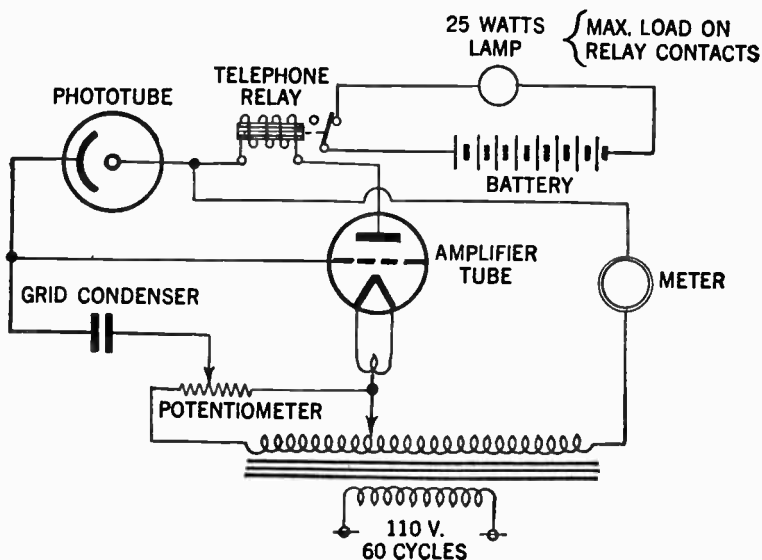 25 WATTS
LAMP
MAX. LOAD ON
RELAY CONTACTS
TELEPHONE
RELAY
PHOTOTUBE
BATTERY
AMPLIFIER
TUBE
METER
GRID CONDENSER
POTENTIOMETER
110 V.
60 CYCLES